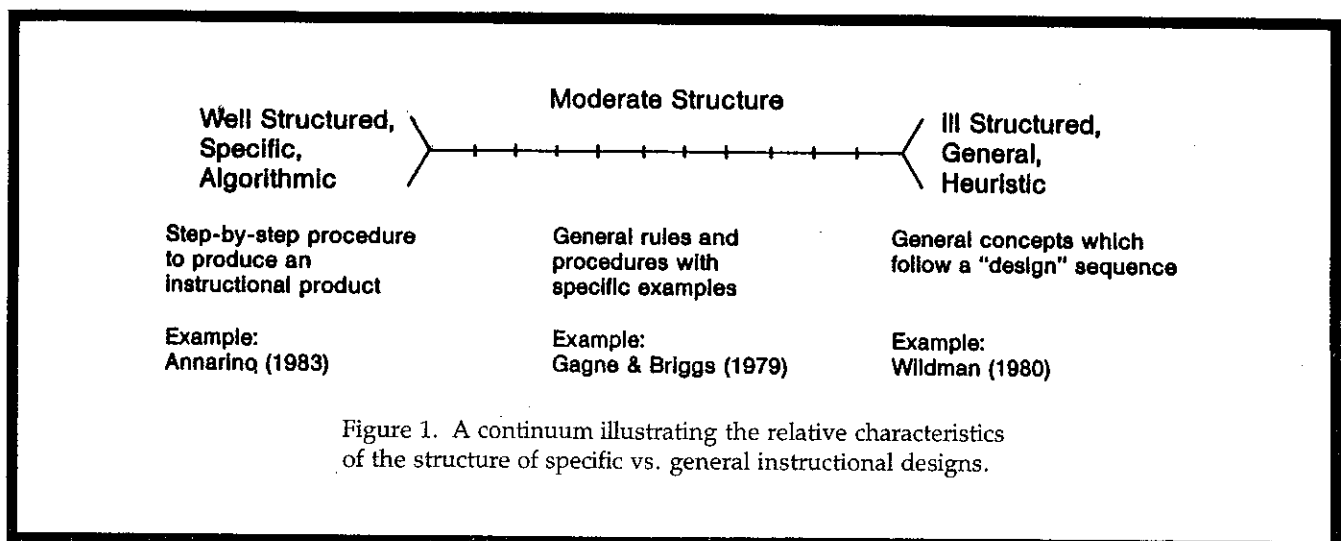 Moderate Structure
Well Structured,
Specific,
Algorithmic
Ill Structured,
General,
Heuristic
Step-by-step procedure
to produce an
instructional product
General rules and
procedures with
specific examples
General concepts which
follow a "design" sequence
Example:
Annarino (1983)
Example:
Gagne & Briggs (1979)
Example:
Wildman (1980)
Figure 1. A continuum illustrating the relative characteristics
of the structure of specific vs. general instructional designs.